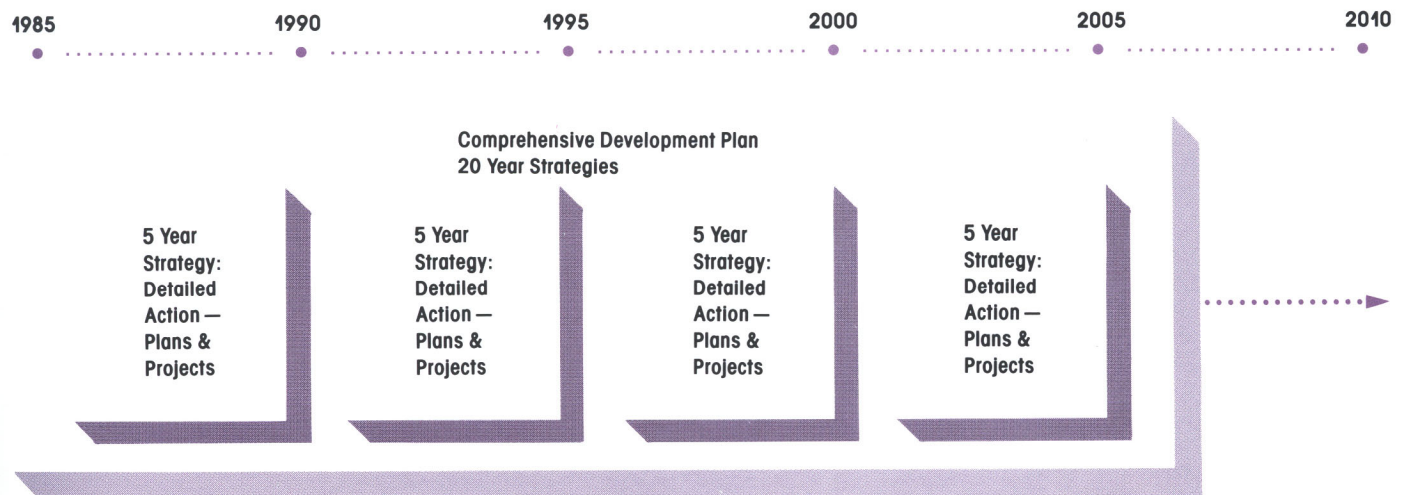 1985
1990
1995
2000
2005
2010
Comprehensive Development Plan
20 Year Strategies
5 Year
Strategy:
Detailed
Action —
Plans &
Projects
5 Year
Strategy:
Detailed
Action —
Plans &
Projects
5 Year
Strategy:
Detailed
Action —
Plans &
Projects
5 Year
Strategy:
Detailed
Action —
Plans &
Projects